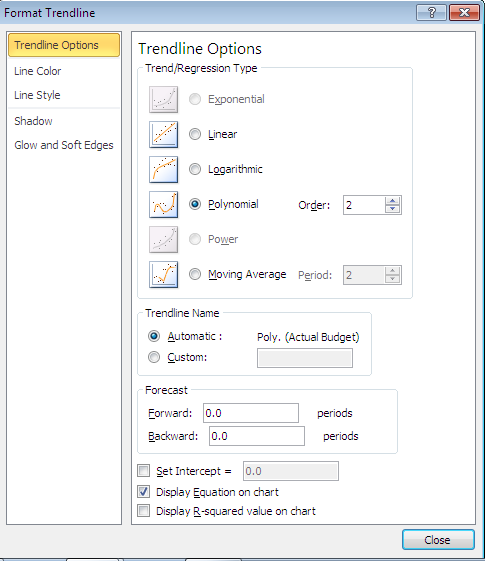 Format Trendline
Trendline Options
Line Color
Line Style
Shadow
Glow and Soft Edges
Trendline Options
Trend/Regression Type
Exponential
Linear
Logarithmic
Polynomial Order: 2
Power
Moving Average Period: 2
Trendline Name
Automatic : Poly. (Actual Budget)
Custom:
Forecast
Forward: 0.0 periods
Backward: 0.0 periods
Set Intercept = 0.0
Display Equation on chart
Display R-squared value on chart
Close